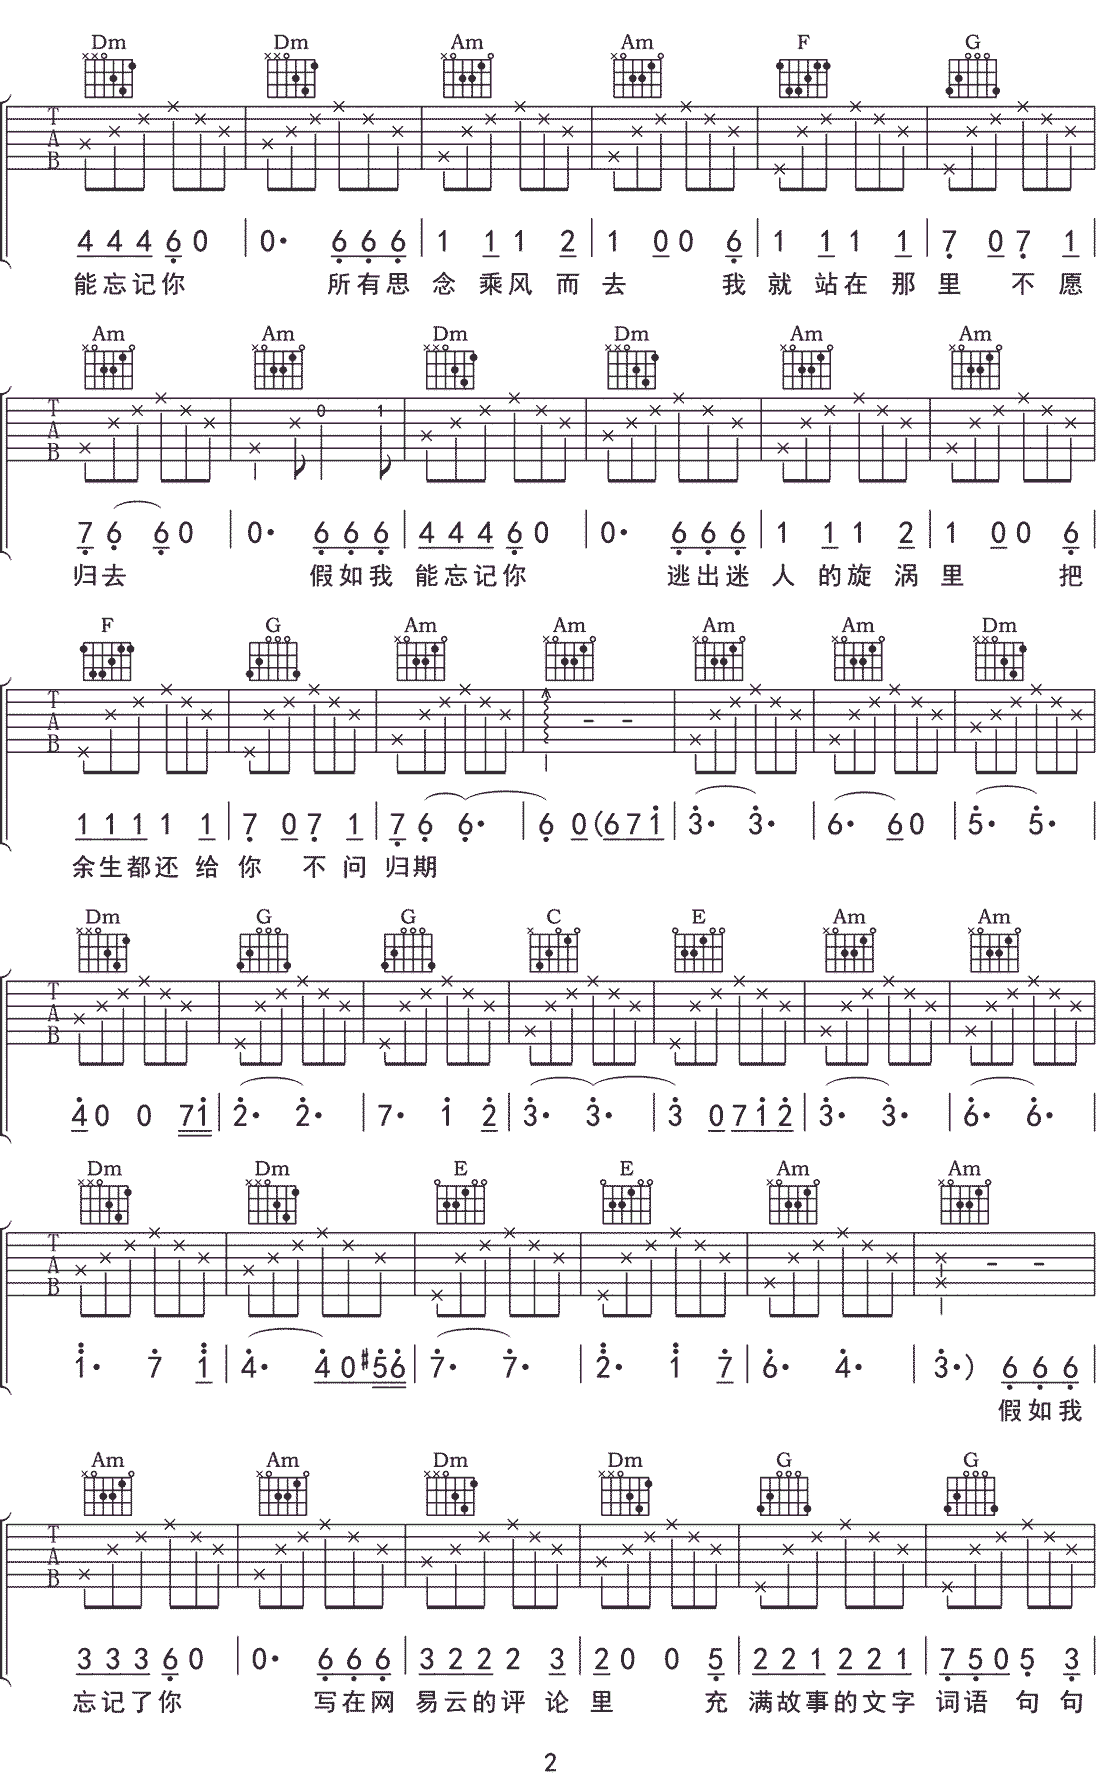 Dm Dm Am Am F G
T A B
4 4 4 6 0 | 0· 6 6 6 | 1 1 1 2 | 1 0 0 6 | 1 1 1 1 | 7 0 7 1
能忘记你 所有思 念 乘风 而 去 我 就 站在 那 里 不 愿
Am Am Dm Dm Am Am
T A B 0 1
7 6 6 0 | 0· 6 6 6 | 4 4 4 6 0 | 0· 6 6 6 | 1 1 1 2 | 1 0 0 6
归去 假如我 能忘记你 逃出迷 人 的旋 涡 里 把
F G Am Am Am Am Dm
T A B
1 1 1 1 1 | 7 0 7 1 | 7 6 6· | 6 0 (6 7 1 | 3· 3· | 6· 6 0 | 5· 5·
余生都还 给 你 不 问 归期
Dm G G C E Am Am
T A B
4 0 0 7 1 | 2· 2· | 7· 1 2 | 3· 3· | 3 0 7 1 2 | 3· 3· | 6· 6·
Dm Dm E E Am Am
T A B
1· 7 1 | 4· 4 0 #5 6 | 7· 7· | 2· 1 7 | 6· 4· | 3·) 6 6 6
假如我
Am Am Dm Dm G G
T A B
3 3 3 6 0 | 0· 6 6 6 | 3 2 2 2 3 | 2 0 0 5 | 2 2 1 2 2 1 | 7 5 0 5 3
忘记了你 写在网 易云的评 论 里 充 满故事的文字 词语 句 句
2